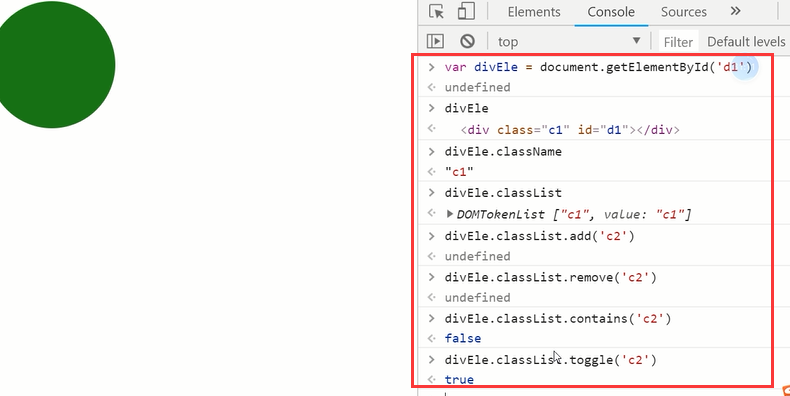 Elements Console Sources
top Filter Default levels
var divEle = document.getElementById('d1')
undefined
divEle
<div class="c1" id="d1"></div>
divEle.className
"c1"
divEle.classList
DOMTokenList ["c1", value: "c1"]
divEle.classList.add('c2')
undefined
divEle.classList.remove('c2')
undefined
divEle.classList.contains('c2')
false
divEle.classList.toggle('c2')
true